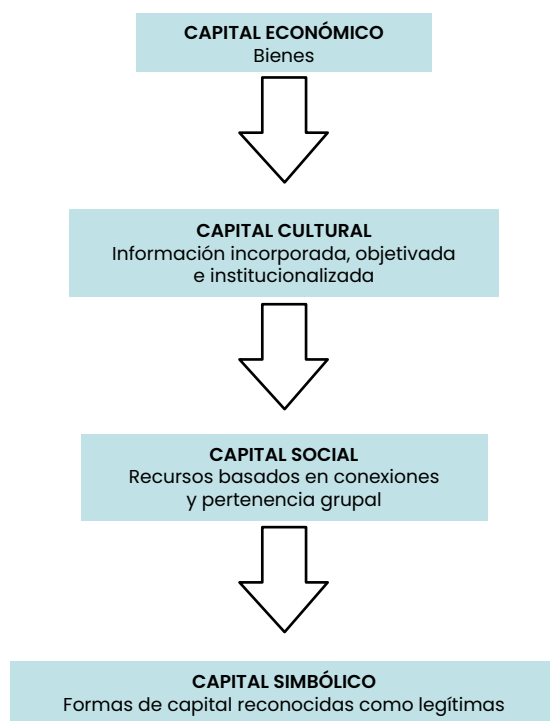 CAPITAL ECONÓMICO
Bienes
CAPITAL CULTURAL
Información incorporada, objetivada
e institucionalizada
CAPITAL SOCIAL
Recursos basados en conexiones
y pertenencia grupal
CAPITAL SIMBÓLICO
Formas de capital reconocidas como legítimas